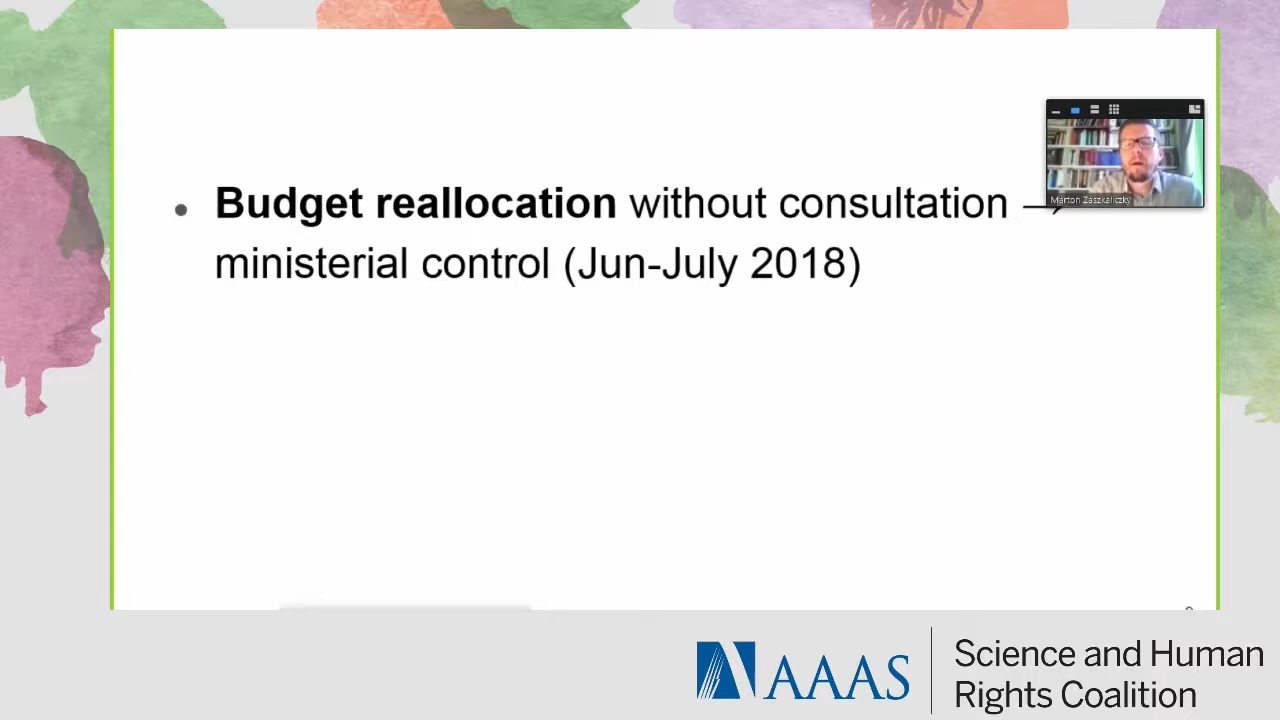 • Budget reallocation without consultation →
ministerial control (Jun-July 2018)
Marton Zaszkaliczky
AAAS
Science and Human
Rights Coalition